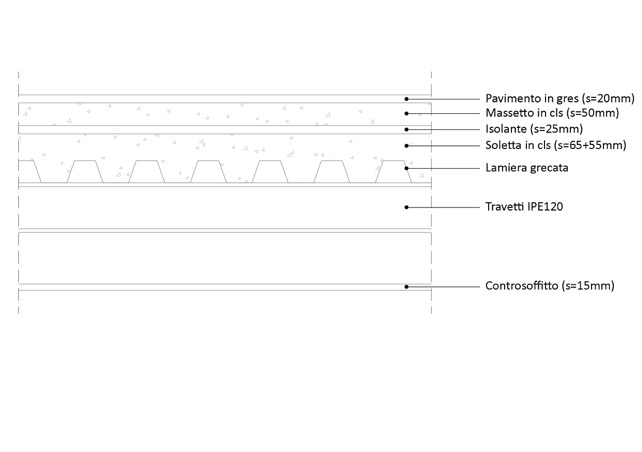 Pavimento in gres (s=20mm)
Massetto in cls (s=50mm)
Isolante (s=25mm)
Soletta in cls (s=65+55mm)
Lamiera grecata
Travetti IPE120
Controsoffitto (s=15mm)